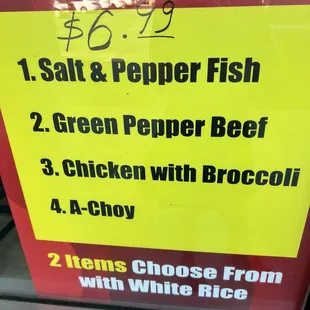 $6.99
1. Salt & Pepper Fish
2. Green Pepper Beef
3. Chicken with Broccoli
4. A-Choy
2 Items Choose From
with White Rice